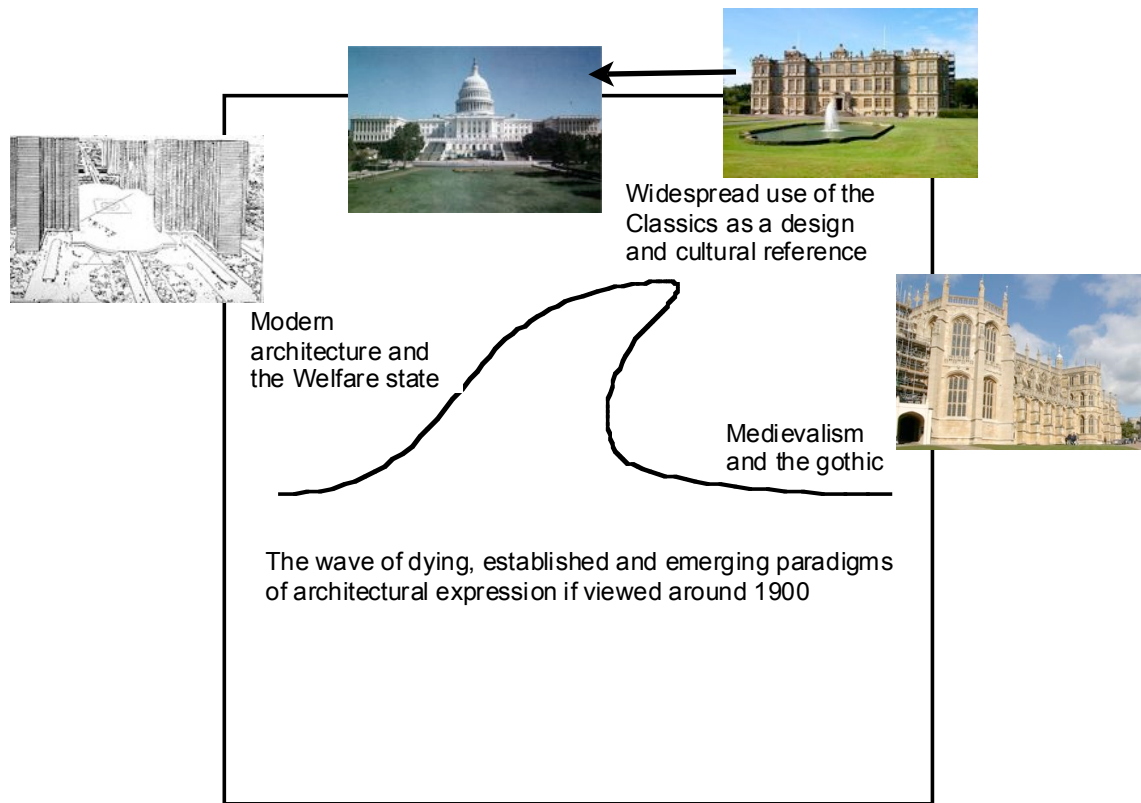 Widespread use of the
Classics as a design
and cultural reference
Modern
architecture and
the Welfare state
Medievalism
and the gothic
The wave of dying, established and emerging paradigms
of architectural expression if viewed around 1900